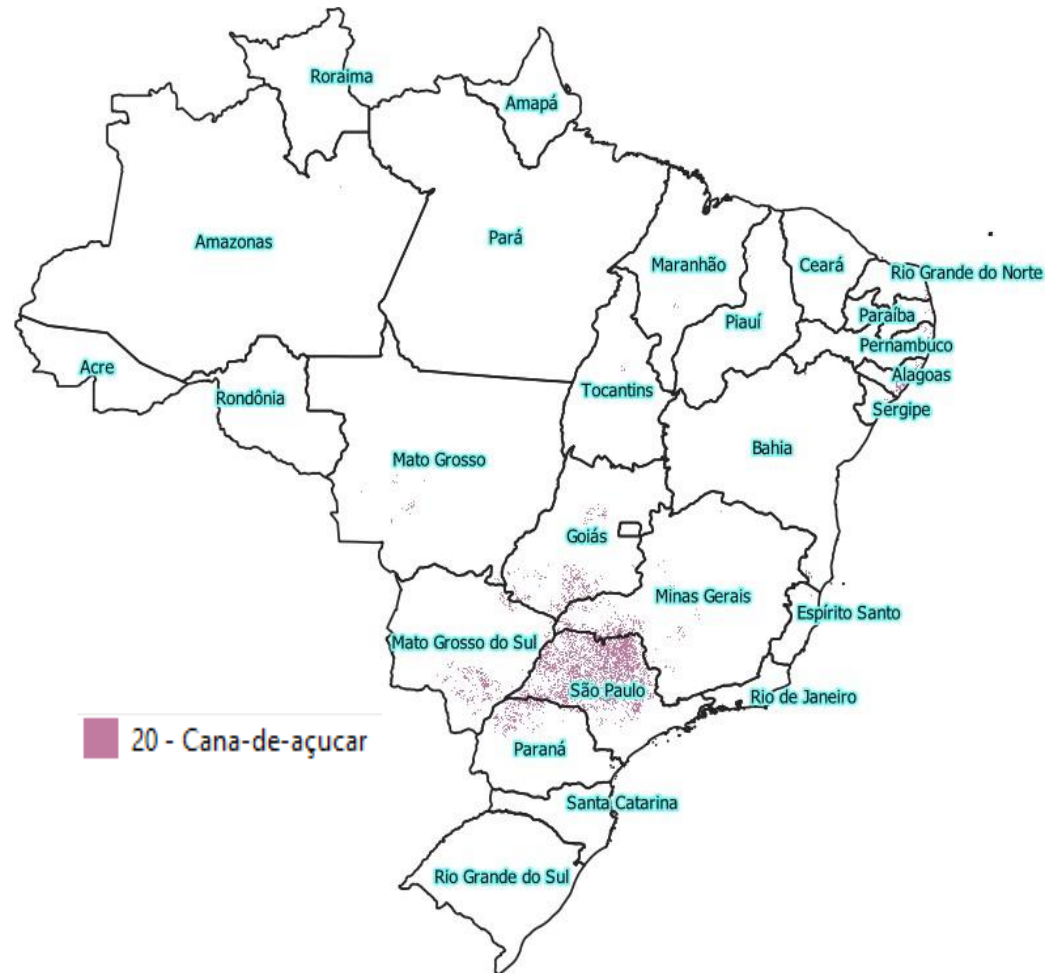 Roraima
Amapá
Amazonas
Pará
Maranhão
Ceará
Rio Grande do Norte
Piauí
Paraíba
Pernambuco
Acre
Rondônia
Tocantins
Alagoas
Sergipe
Mato Grosso
Bahia
Goiás
Minas Gerais
Espírito Santo
Mato Grosso do Sul
São Paulo
Rio de Janeiro
20 - Cana-de-açucar
Paraná
Santa Catarina
Rio Grande do Sul